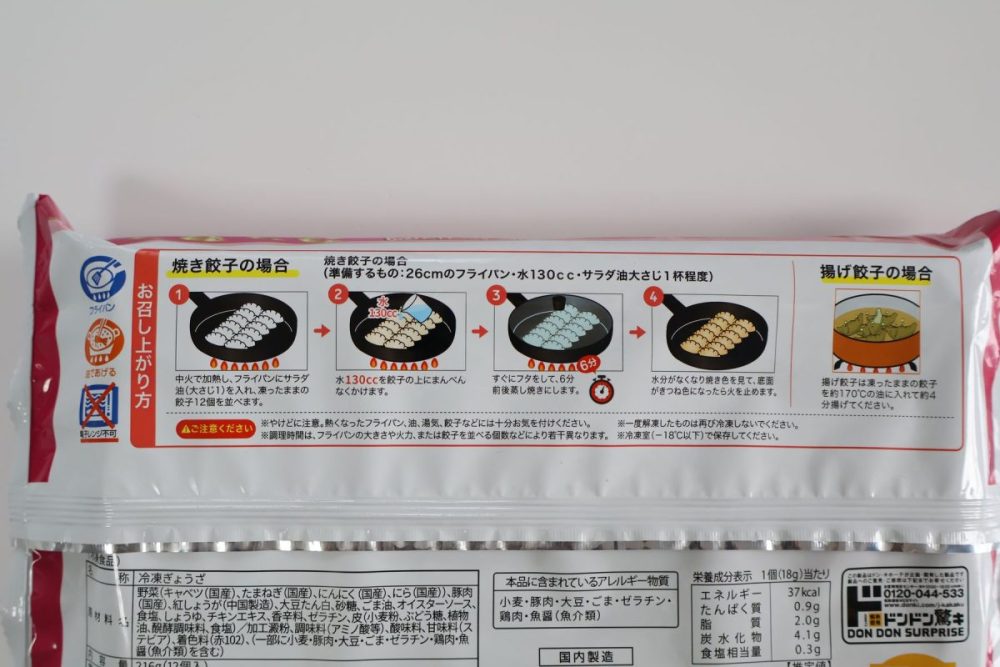 フライパン
油であげる
電子レンジ不可
お召し上がり方
焼き餃子の場合
焼き餃子の場合
(準備するもの:26cmのフライパン・水130cc・サラダ油大さじ1杯程度)
1
中火で加熱し、フライパンにサラダ
油(大さじ1)を入れ、凍ったままの
餃子12個を並べます。
2
水
130cc
水130ccを餃子の上にまんべん
なくかけます。
3
6分
すぐにフタをして、6分
前後蒸し焼きにします。
4
水分がなくなり焼き色を見て、底面
がきつね色になったら火を止めます。
揚げ餃子の場合
揚げ餃子は凍ったままの餃子
を約170℃の油に入れて約4
分揚げてください。
ご注意ください
※やけどに注意。熱くなったフライパン、油、湯気、餃子などには十分お気を付けください。
※調理時間は、フライパンの大きさや火力、または餃子を並べる個数などにより若干異なります。
※一度解凍したものは再び冷凍しないでください。
※冷凍室(-18℃以下)で保存してください。
食品)
称 冷凍ぎょうざ
原材料名
野菜(キャベツ(国産)、たまねぎ(国産)、にんにく(国産)、にら(国産))、豚肉
(国産)、紅しょうが(中国製造)、大豆たん白、砂糖、ごま油、オイスターソース、
食塩、しょうゆ、チキンエキス、香辛料、ゼラチン、皮(小麦粉、ぶどう糖、植物
油、醗酵調味料、食塩)/加工澱粉、調味料(アミノ酸等)、酸味料、甘味料(ス
テビア)、着色料(赤102)、(一部に小麦・豚肉・大豆・ごま・ゼラチン・鶏肉・魚
醤(魚介類)を含む)
内容量 216g(12個入)
本品に含まれているアレルギー物質
小麦・豚肉・大豆・ごま・ゼラチン・
鶏肉・魚醤(魚介類)
国内製造
栄養成分表示 1個(18g)当たり
エネルギー 37kcal
たんぱく質 0.9g
脂質 2.0g
炭水化物 4.1g
食塩相当量 0.3g
【推定値】
0120-044-533
ド
ドンドン驚キ
DON DON SURPRISE